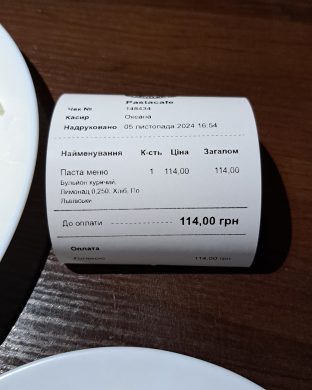 Pastacafe
Чек № 148434
Касир Оксана
Надруковано 05 листопада 2024 16:54
Найменування К-сть Ціна Загалом
Паста меню 1 114,00 114,00
Бульйон курячий,
Лимонад 0,250, Хліб, По
Львівськи
До оплати 114,00 грн
Оплата
114,00 грн